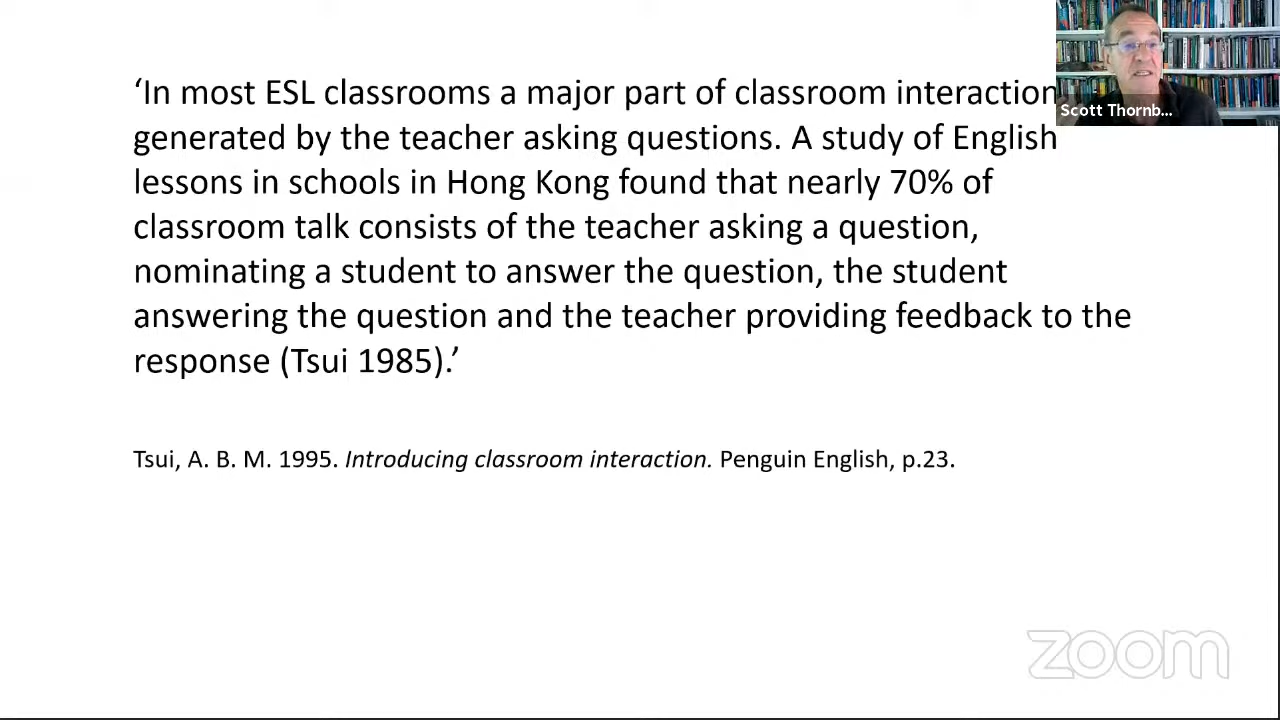 ‘In most ESL classrooms a major part of classroom interaction
generated by the teacher asking questions. A study of English
lessons in schools in Hong Kong found that nearly 70% of
classroom talk consists of the teacher asking a question,
nominating a student to answer the question, the student
answering the question and the teacher providing feedback to the
response (Tsui 1985).’
Tsui, A. B. M. 1995. Introducing classroom interaction. Penguin English, p.23.
Scott Thornb...
zoom